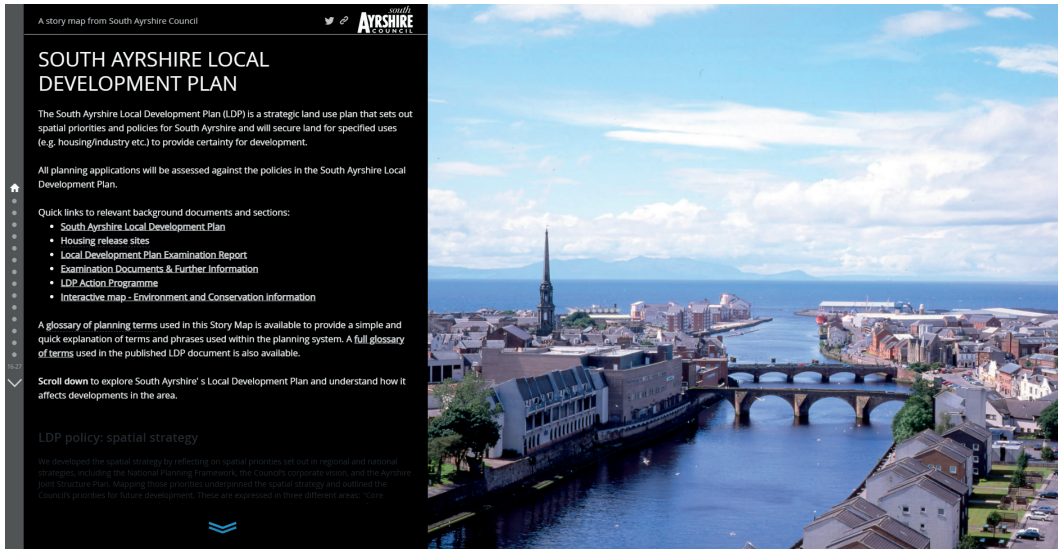 A story map from South Ayrshire Council
south
AYRSHIRE
COUNCIL
SOUTH AYRSHIRE LOCAL
DEVELOPMENT PLAN
The South Ayrshire Local Development Plan (LDP) is a strategic land use plan that sets out
spatial priorities and policies for South Ayrshire and will secure land for specified uses
(e.g. housing/industry etc.) to provide certainty for development.
All planning applications will be assessed against the policies in the South Ayrshire Local
Development Plan.
Quick links to relevant background documents and sections:
• South Ayrshire Local Development Plan
• Housing release sites
• Local Development Plan Examination Report
• Examination Documents & Further Information
• LDP Action Programme
• Interactive map - Environment and Conservation information
A glossary of planning terms used in this Story Map is available to provide a simple and
quick explanation of terms and phrases used within the planning system. A full glossary
of terms used in the published LDP document is also available.
16-27
Scroll down to explore South Ayrshire' s Local Development Plan and understand how it
affects developments in the area.
LDP policy: spatial strategy
We developed the spatial strategy by reflecting on spatial priorities set out in regional and national
strategies, including the National Planning Framework, the Council's corporate vision, and the Ayrshire
Joint Structure Plan. Mapping those priorities underpinned the spatial strategy and outlined the
Council's priorities for future development. These are expressed in three different areas: "Core